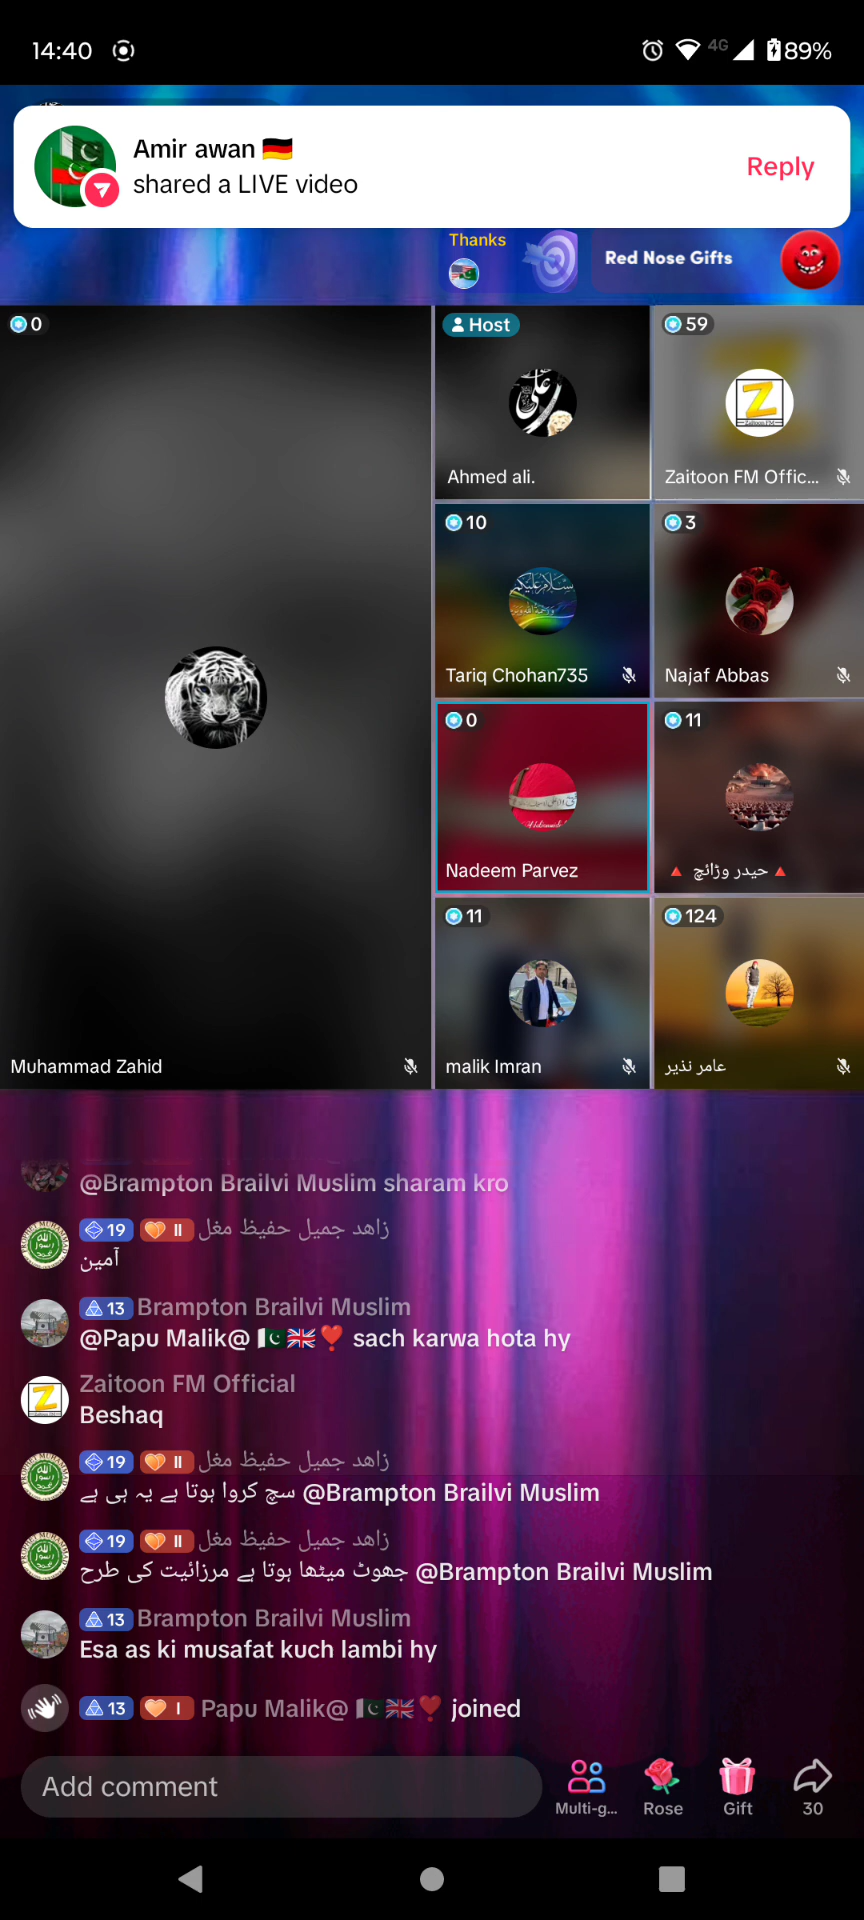 14:40
4G
89%
Amir awan 🇩🇪
shared a LIVE video
Reply
Thanks
Red Nose Gifts
0
Host
59
Ahmed ali.
Zaitoon FM Offic...
10
3
Tariq Chohan735
Najaf Abbas
0
11
Nadeem Parvez
🔺 حیدر وڑائچ 🔺
11
124
Muhammad Zahid
malik Imran
عامر نذیر
@Brampton Brailvi Muslim sharam kro
19 II زاهد جمیل حفیظ مغل
آمین
13 Brampton Brailvi Muslim
@Papu Malik@ 🇵🇰🇬🇧❣️ sach karwa hota hy
Zaitoon FM Official
Beshaq
19 II زاهد جمیل حفیظ مغل
سچ کروا ہوتا ہے یہ ہی ہے @Brampton Brailvi Muslim
19 II زاهد جمیل حفیظ مغل
جھوٹ میٹھا ہوتا ہے مرزائیت کی طرح @Brampton Brailvi Muslim
13 Brampton Brailvi Muslim
Esa as ki musafat kuch lambi hy
13 I Papu Malik@ 🇵🇰🇬🇧❣️ joined
Add comment
Multi-g...
Rose
Gift
30